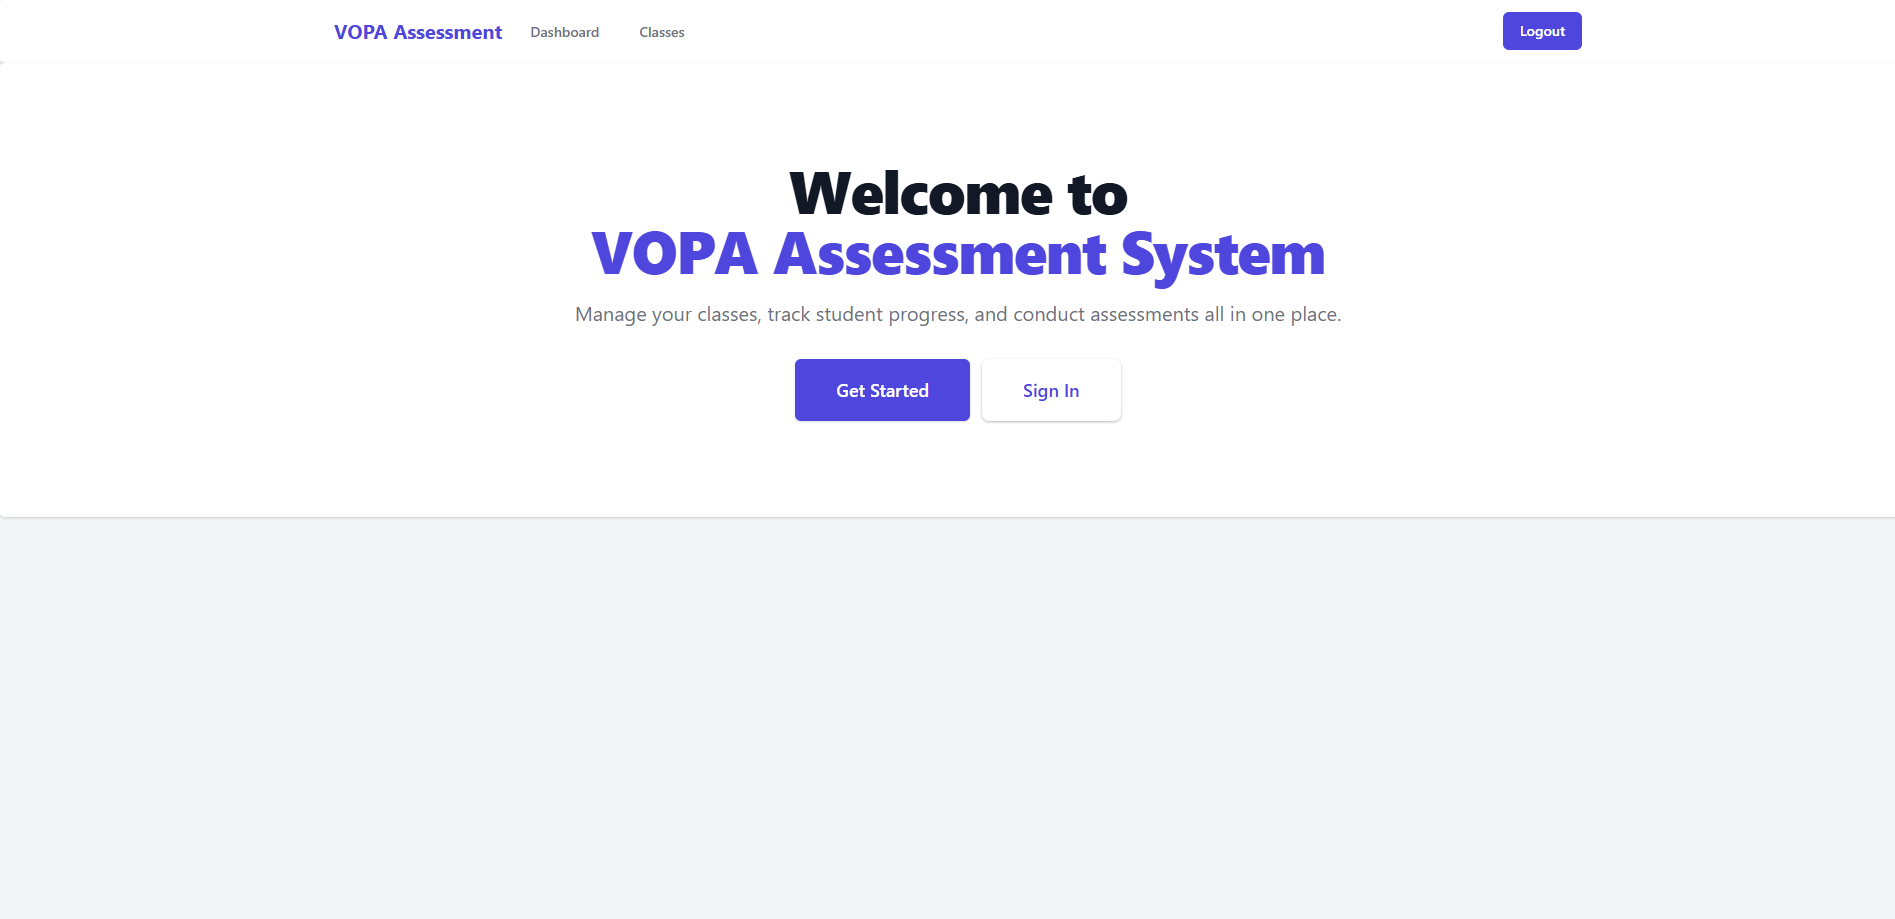 VOPA Assessment
Dashboard
Classes
Logout
Welcome to
VOPA Assessment System
Manage your classes, track student progress, and conduct assessments all in one place.
Get Started
Sign In